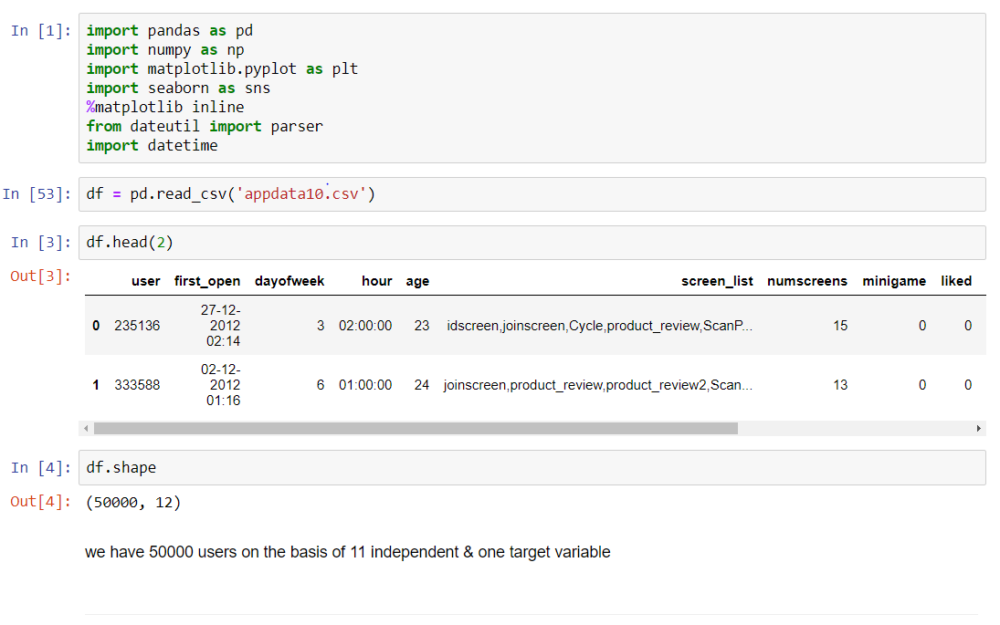 In [1]: import pandas as pd
import numpy as np
import matplotlib.pyplot as plt
import seaborn as sns
%matplotlib inline
from dateutil import parser
import datetime
In [53]: df = pd.read_csv('appdata10.csv')
In [3]: df.head(2)
Out[3]:
user first_open dayofweek hour age screen_list numscreens minigame liked
27-12-
0 235136 2012 3 02:00:00 23 idscreen,joinscreen,Cycle,product_review,ScanP... 15 0 0
02:14
02-12-
1 333588 2012 6 01:00:00 24 joinscreen,product_review,product_review2,Scan... 13 0 0
01:16
In [4]: df.shape
Out[4]: (50000, 12)
we have 50000 users on the basis of 11 independent & one target variable